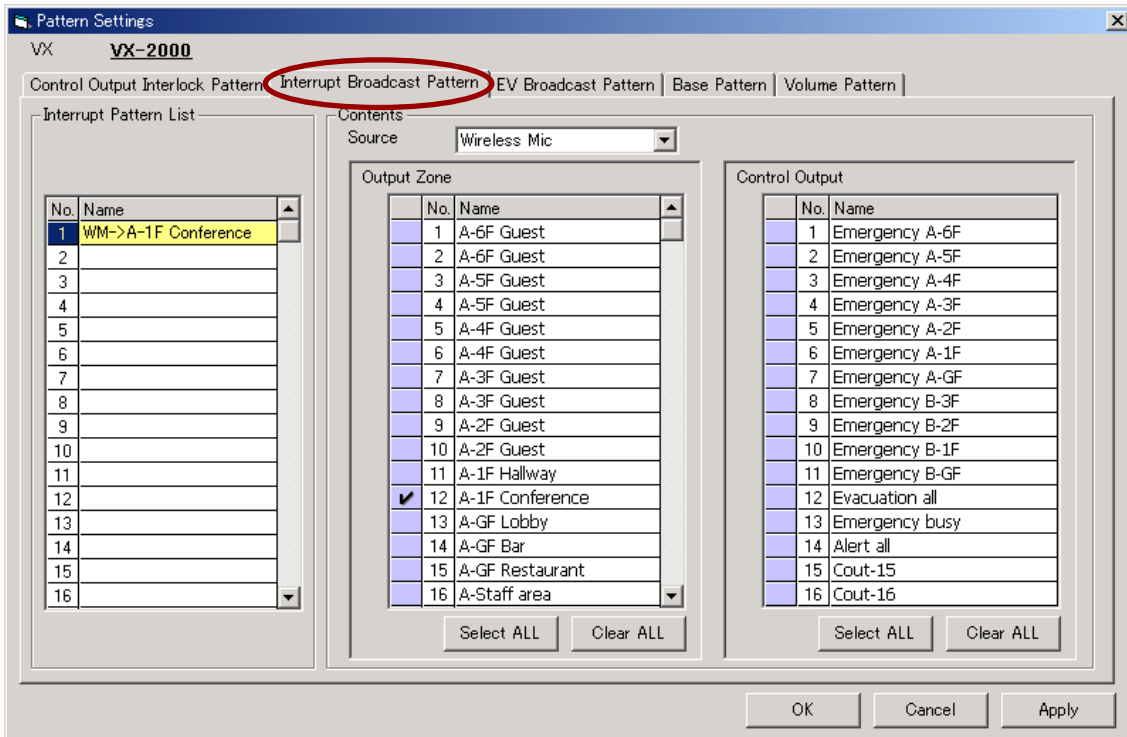 Pattern Settings
VX VX-2000
Control Output Interlock Pattern Interrupt Broadcast Pattern EV Broadcast Pattern Base Pattern Volume Pattern
Interrupt Pattern List
No. Name
1 WM->A-1F Conference
2
3
4
5
6
7
8
9
10
11
12
13
14
15
16
Contents
Source Wireless Mic
Output Zone
No. Name
1 A-6F Guest
2 A-6F Guest
3 A-5F Guest
4 A-5F Guest
5 A-4F Guest
6 A-4F Guest
7 A-3F Guest
8 A-3F Guest
9 A-2F Guest
10 A-2F Guest
11 A-1F Hallway
12 A-1F Conference
13 A-GF Lobby
14 A-GF Bar
15 A-GF Restaurant
16 A-Staff area
Select ALL Clear ALL
Control Output
No. Name
1 Emergency A-6F
2 Emergency A-5F
3 Emergency A-4F
4 Emergency A-3F
5 Emergency A-2F
6 Emergency A-1F
7 Emergency A-GF
8 Emergency B-3F
9 Emergency B-2F
10 Emergency B-1F
11 Emergency B-GF
12 Evacuation all
13 Emergency busy
14 Alert all
15 Cout-15
16 Cout-16
Select ALL Clear ALL
OK Cancel Apply